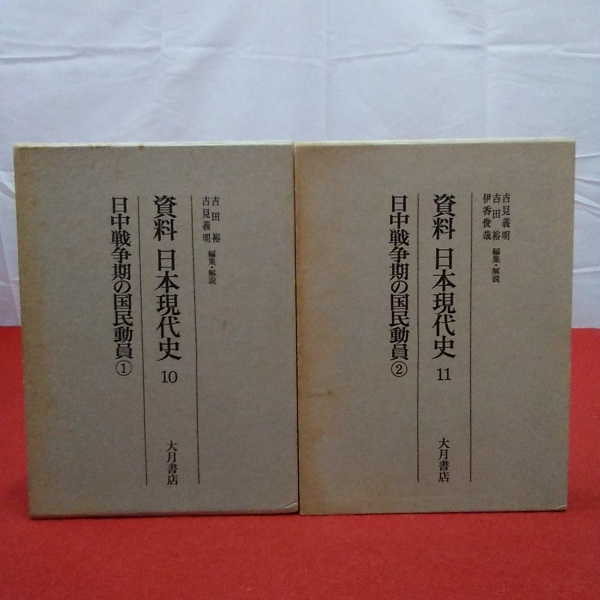 吉田裕
吉見義明
編集・解説
資料 日本現代史 10
日中戦争期の国民動員①
大月書店
吉見義明
吉田裕
伊香俊哉
編集・解説
資料 日本現代史 11
日中戦争期の国民動員②
大月書店